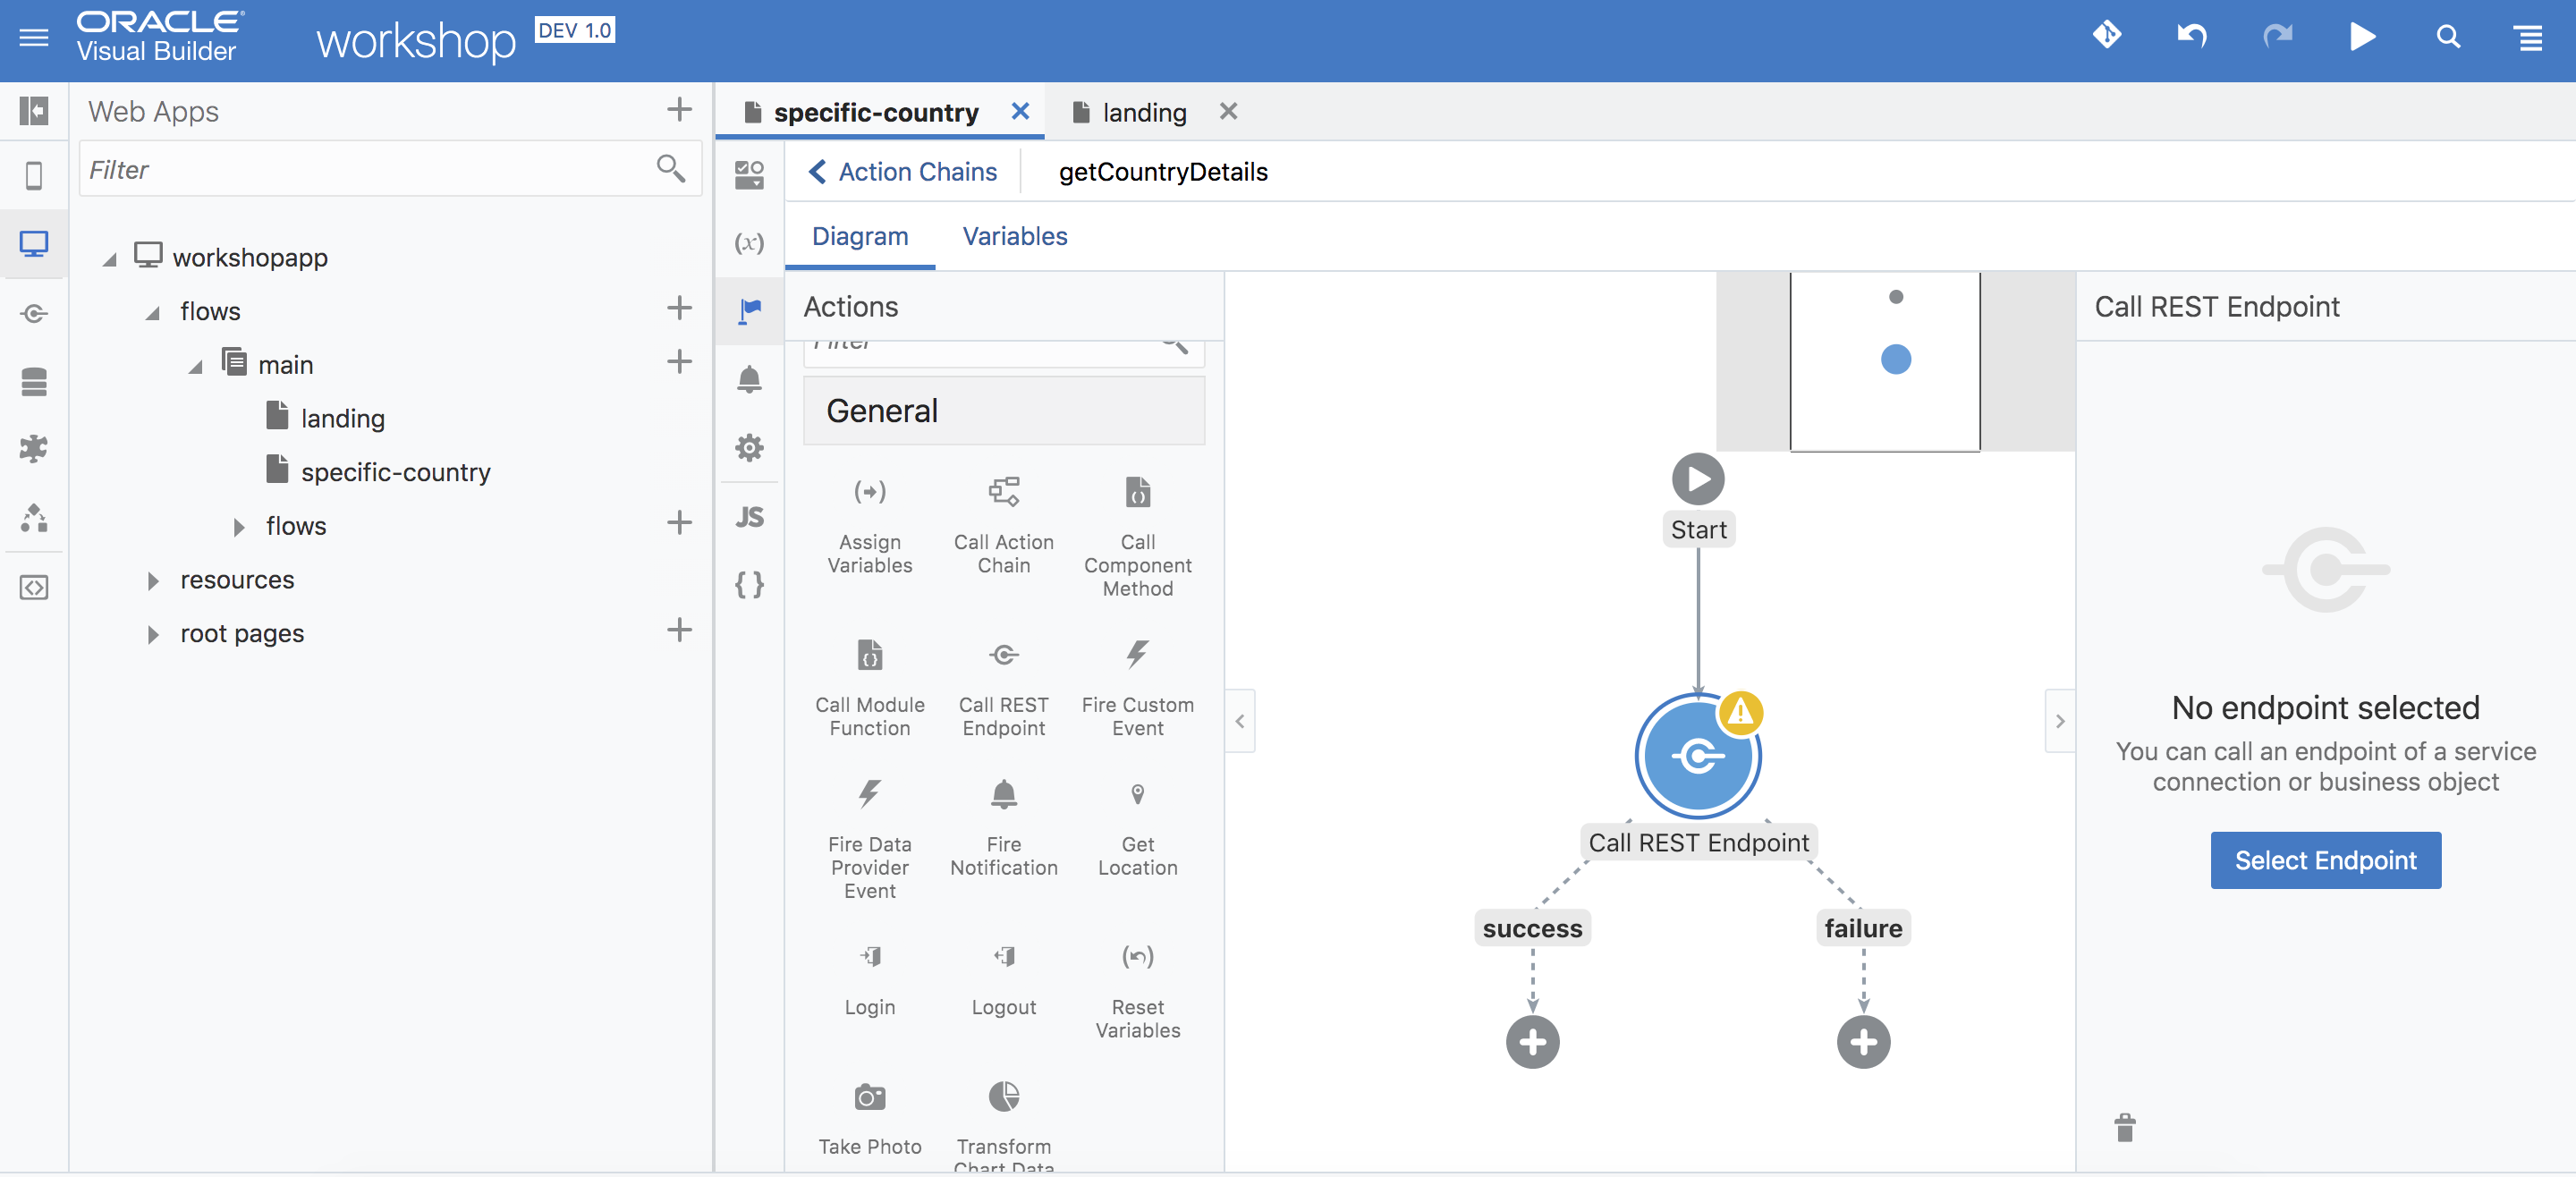 ORACLE
Visual Builder
workshop
DEV 1.0
Web Apps
Filter
workshopapp
flows
main
landing
specific-country
flows
resources
root pages
specific-country
landing
Action Chains
getCountryDetails
Diagram
Variables
(x)
JS
{ }
Actions
Filter
General
Assign
Variables
Call Action
Chain
Call
Component
Method
Call Module
Function
Call REST
Endpoint
Fire Custom
Event
Fire Data
Provider
Event
Fire
Notification
Get
Location
Login
Logout
Reset
Variables
Take Photo
Transform
Chart Data
Start
Call REST Endpoint
success
failure
Call REST Endpoint
No endpoint selected
You can call an endpoint of a service
connection or business object
Select Endpoint